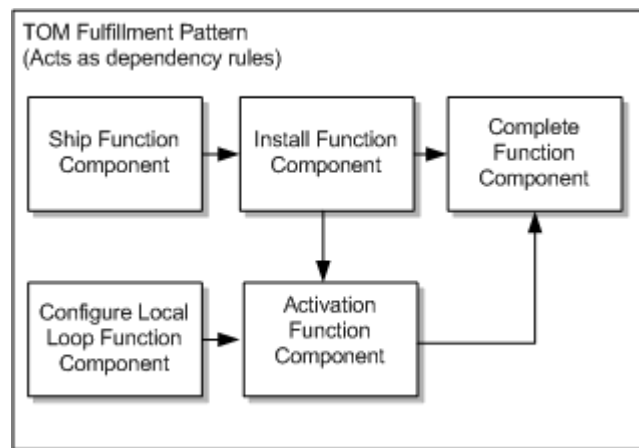 TOM Fulfillment Pattern
(Acts as dependency rules)
Ship Function
Component
Install Function
Component
Complete
Function
Component
Configure Local
Loop Function
Component
Activation
Function
Component